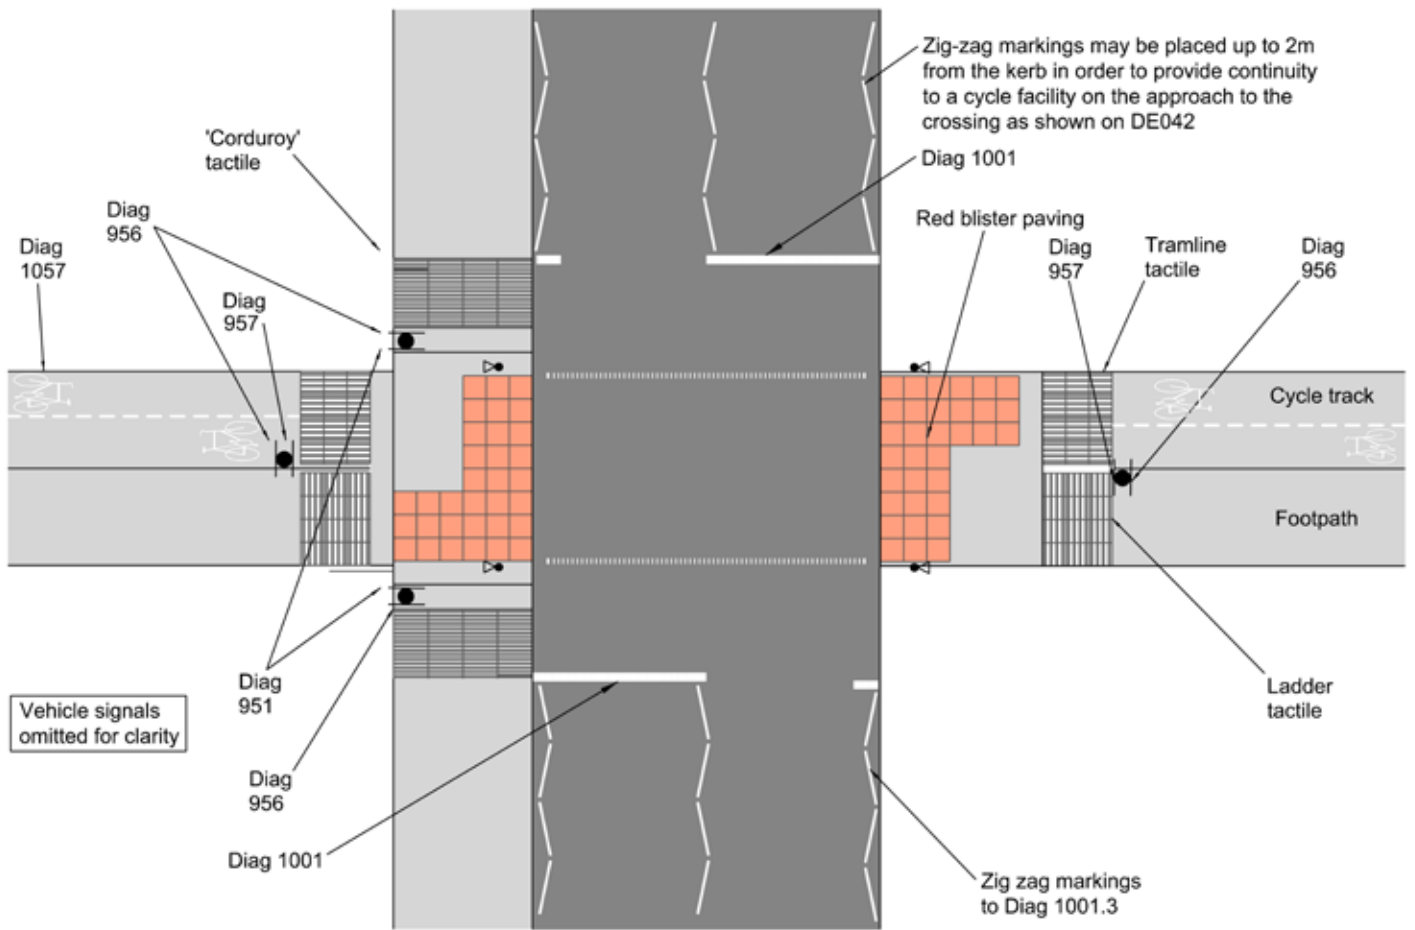 Zig-zag markings may be placed up to 2m
from the kerb in order to provide continuity
to a cycle facility on the approach to the
crossing as shown on DE042
'Corduroy'
tactile
Diag 1001
Diag
956
Red blister paving
Diag
1057
Diag
957
Tramline
tactile
Diag
956
Diag
957
Cycle track
Footpath
Diag
951
Ladder
tactile
Vehicle signals
omitted for clarity
Diag
956
Diag 1001
Zig zag markings
to Diag 1001.3